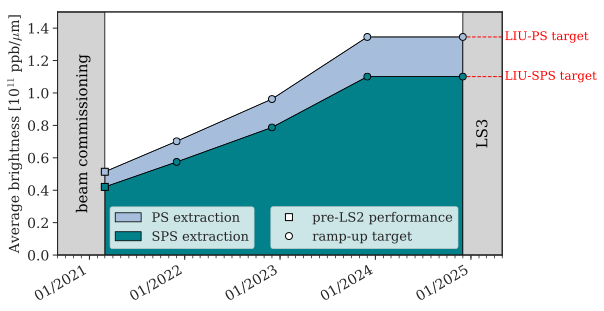 Average brightness [10¹¹ ppb/μm]
1.4
1.2
1.0
0.8
0.6
0.4
0.2
0.0
beam commissioning
LS3
LIU-PS target
LIU-SPS target
PS extraction
SPS extraction
pre-LS2 performance
ramp-up target
01/2021
01/2022
01/2023
01/2024
01/2025